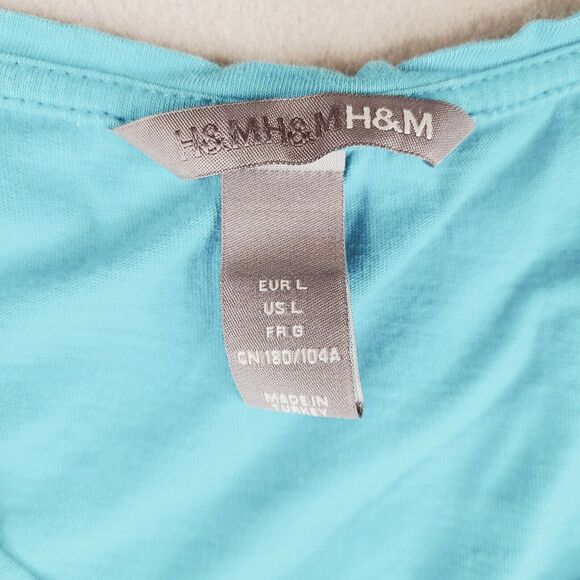 H&MH&MH&M
EUR L
US L
FR G
CN 180/104A
MADE IN
TURKEY